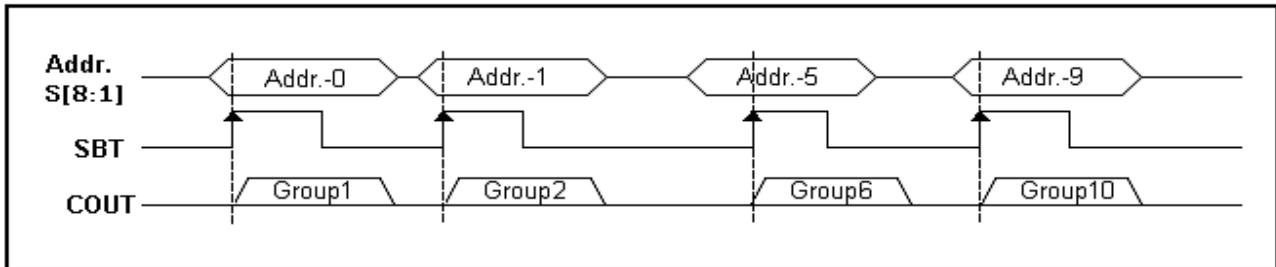 Addr.
S[8:1]
Addr.-0 Addr.-1 Addr.-5 Addr.-9
SBT
COUT Group1 Group2 Group6 Group10